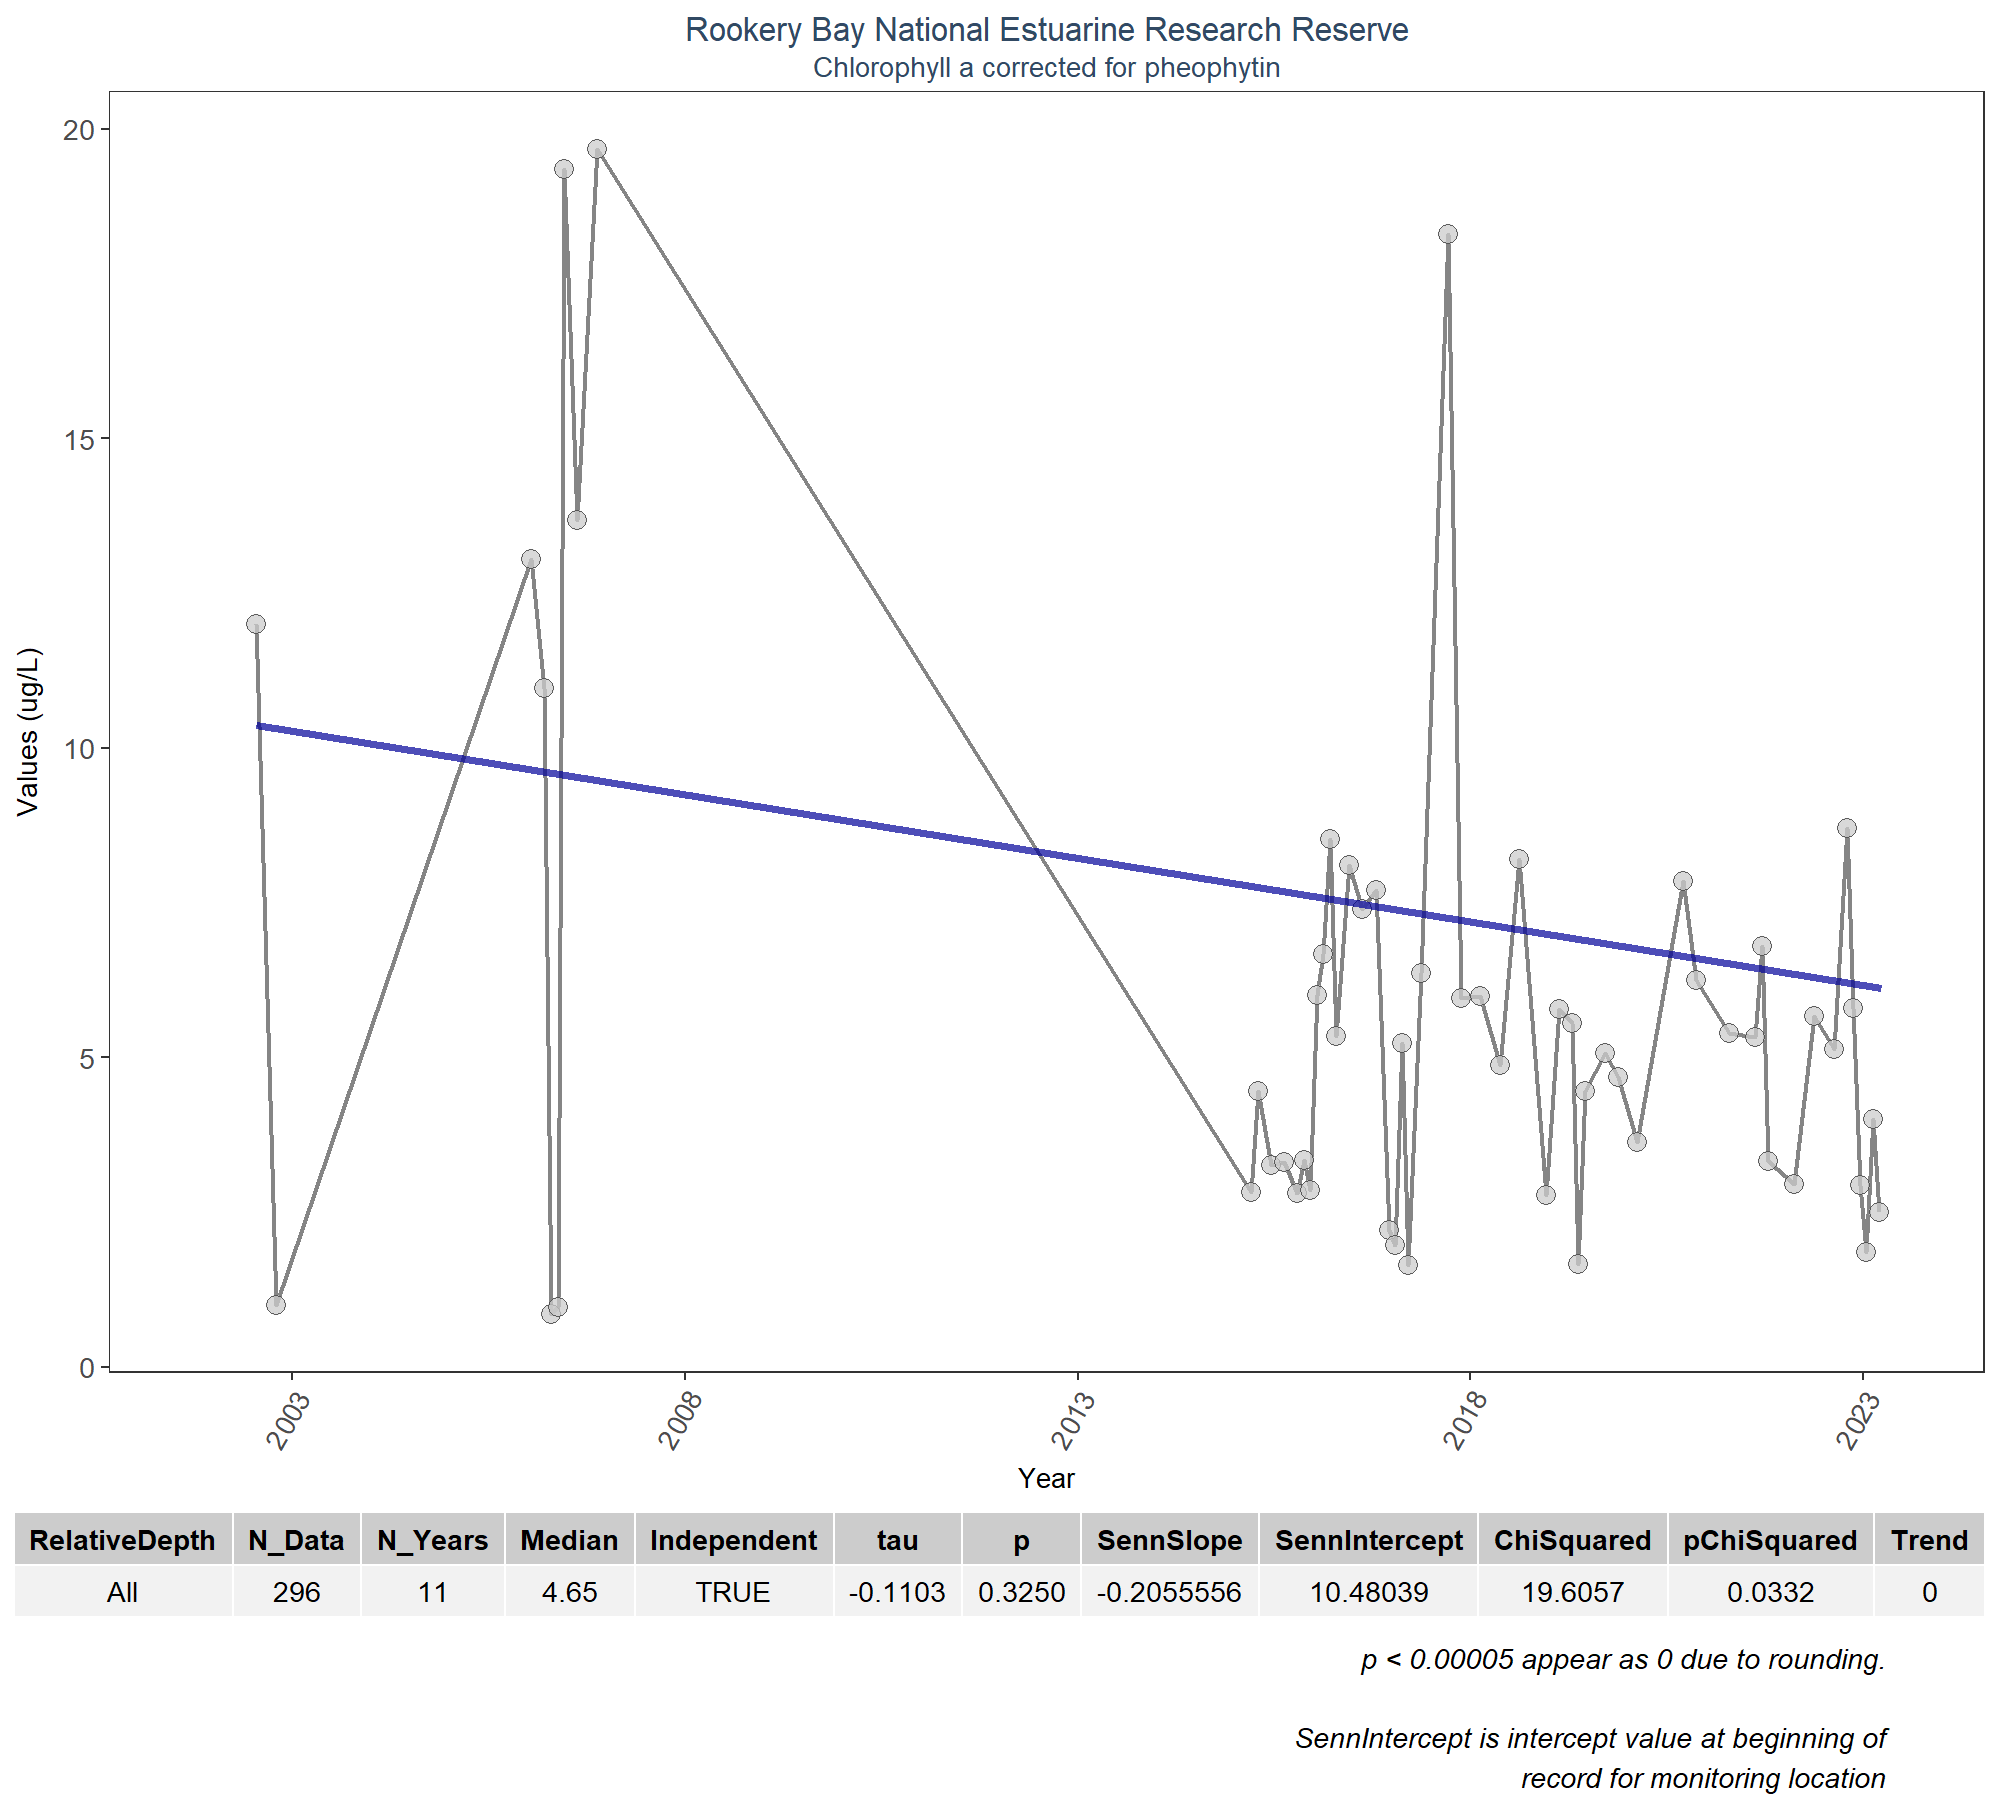 Rookery Bay National Estuarine Research Reserve
Chlorophyll a corrected for pheophytin
Values (ug/L)
20
15
10
5
0
2003
2008
2013
2018
2023
Year
RelativeDepth N_Data N_Years Median Independent tau p SennSlope SennIntercept ChiSquared pChiSquared Trend
All 296 11 4.65 TRUE -0.1103 0.3250 -0.2055556 10.48039 19.6057 0.0332 0
p < 0.00005 appear as 0 due to rounding.
SennIntercept is intercept value at beginning of
record for monitoring location